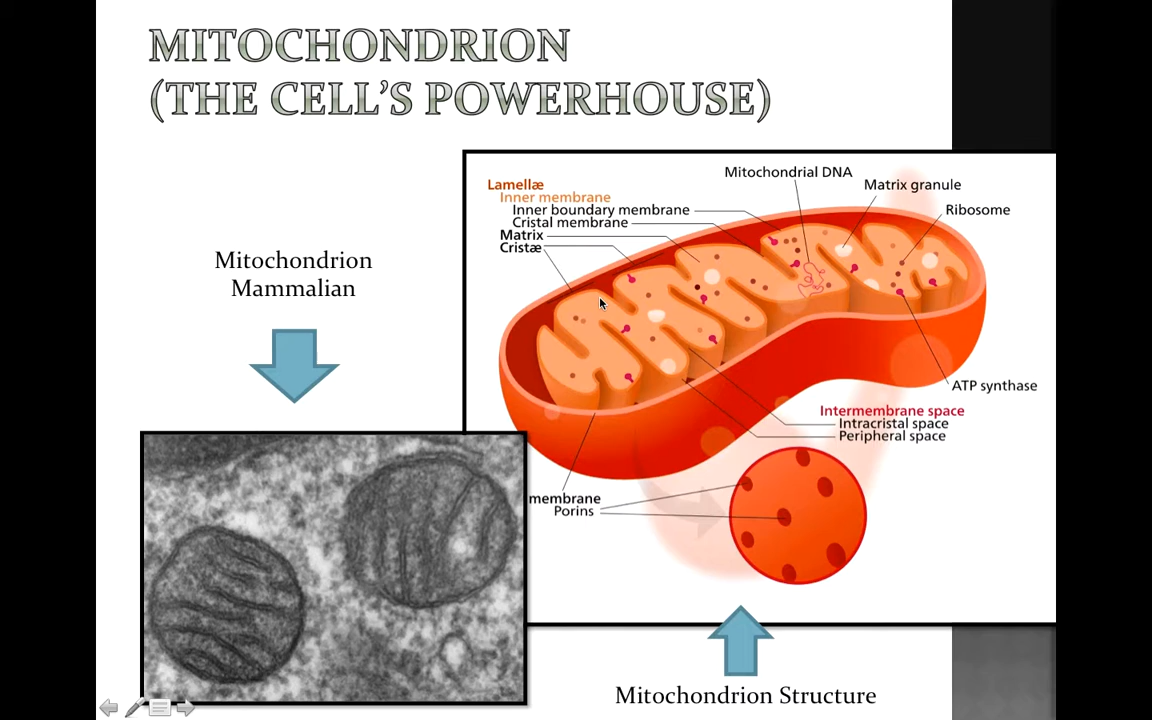 MITOCHONDRION
(THE CELL'S POWERHOUSE)
Mitochondrion
Mammalian
Lamellæ
Inner membrane
Inner boundary membrane
Cristal membrane
Matrix
Cristæ
Mitochondrial DNA
Matrix granule
Ribosome
ATP synthase
Intermembrane space
Intracristal space
Peripheral space
membrane
Porins
Mitochondrion Structure